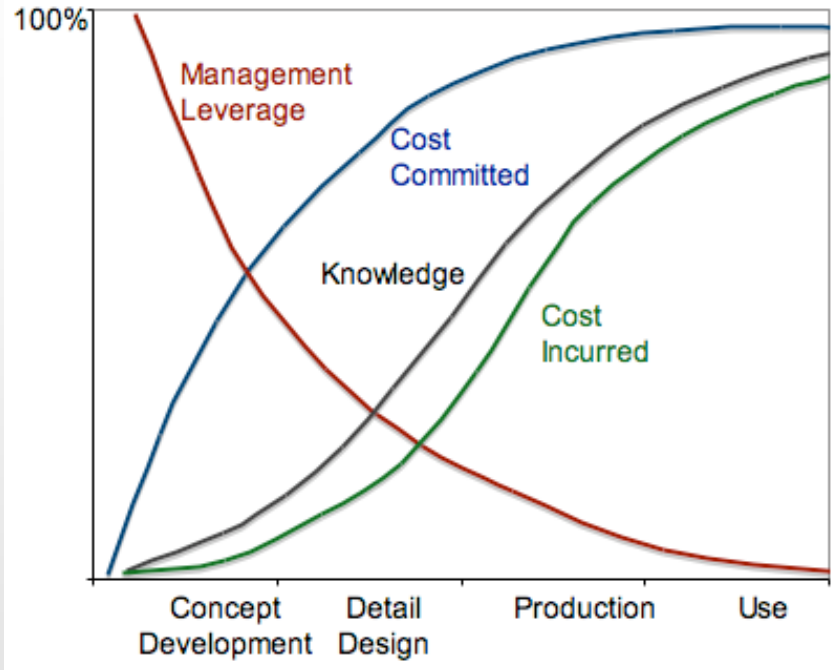 100%
Management
Leverage
Cost
Committed
Knowledge
Cost
Incurred
Concept
Development
Detail
Design
Production
Use